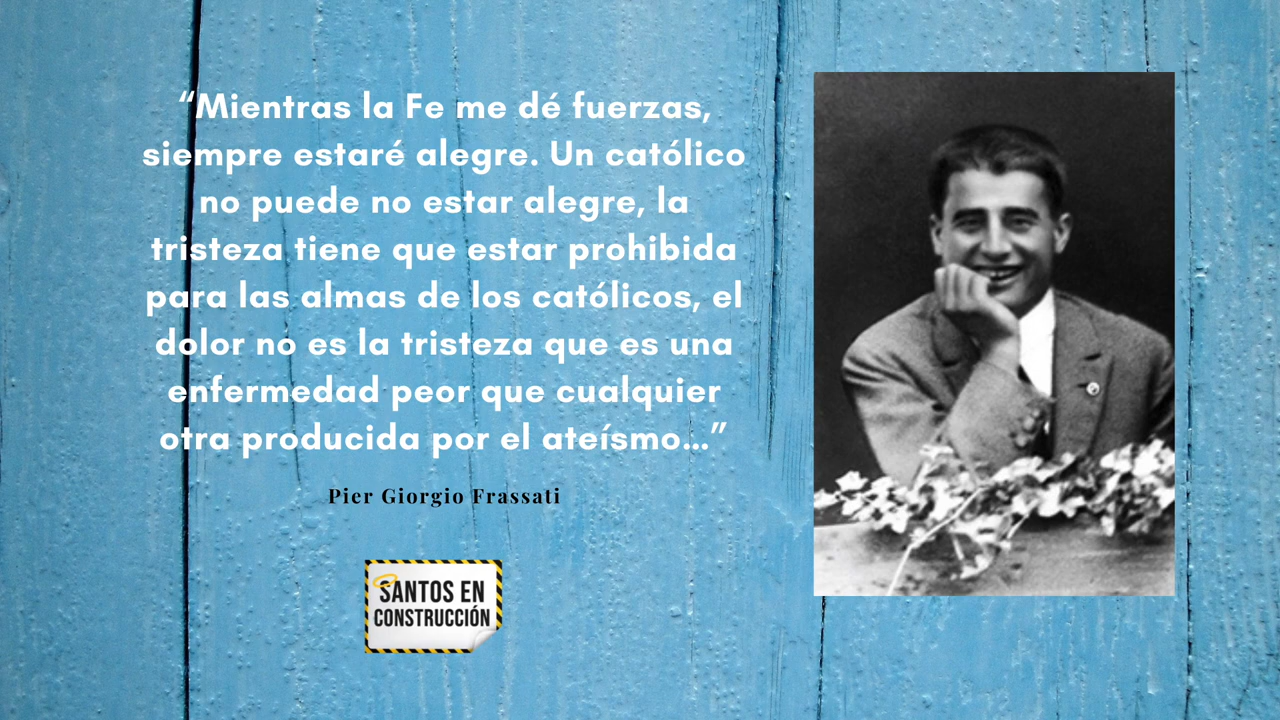 “Mientras la Fe me dé fuerzas,
siempre estaré alegre. Un católico
no puede no estar alegre, la
tristeza tiene que estar prohibida
para las almas de los católicos, el
dolor no es la tristeza que es una
enfermedad peor que cualquier
otra producida por el ateísmo...”
Pier Giorgio Frassati
SANTOS EN
CONSTRUCCIÓN